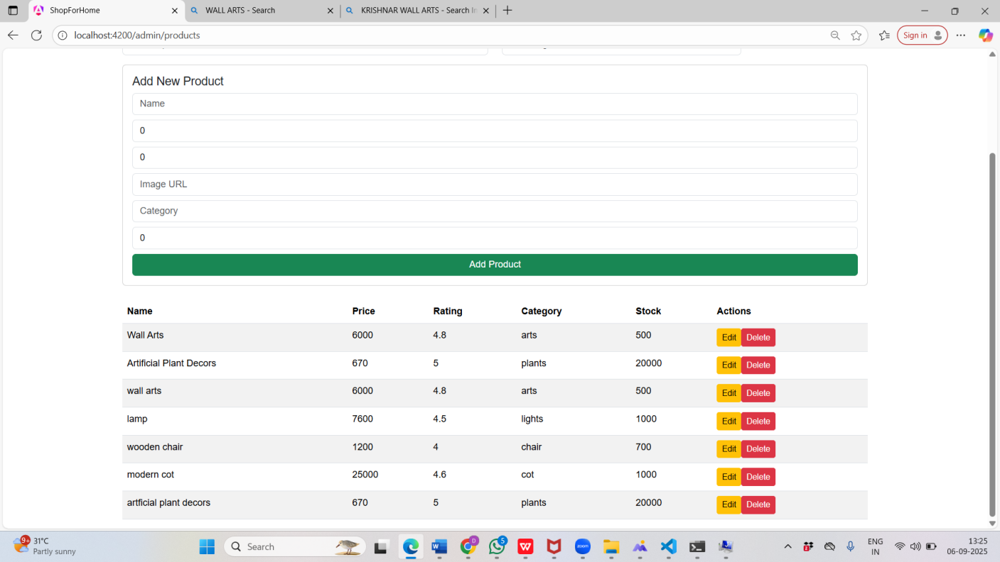 ShopForHome
WALL ARTS - Search
KRISHNAR WALL ARTS - Search In
localhost:4200/admin/products
Sign in
Add New Product
Name
0
0
Image URL
Category
0
Add Product
Name Price Rating Category Stock Actions
Wall Arts 6000 4.8 arts 500 Edit Delete
Artificial Plant Decors 670 5 plants 20000 Edit Delete
wall arts 6000 4.8 arts 500 Edit Delete
lamp 7600 4.5 lights 1000 Edit Delete
wooden chair 1200 4 chair 700 Edit Delete
modern cot 25000 4.6 cot 1000 Edit Delete
artficial plant decors 670 5 plants 20000 Edit Delete
9+
31°C
Partly sunny
Search
D
5
zoom
ENG
IN
13:25
06-09-2025